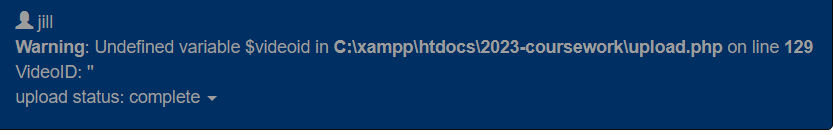 jill
Warning: Undefined variable $videoid in C:\xampp\htdocs\2023-coursework\upload.php on line 129
VideoID: ''
upload status: complete